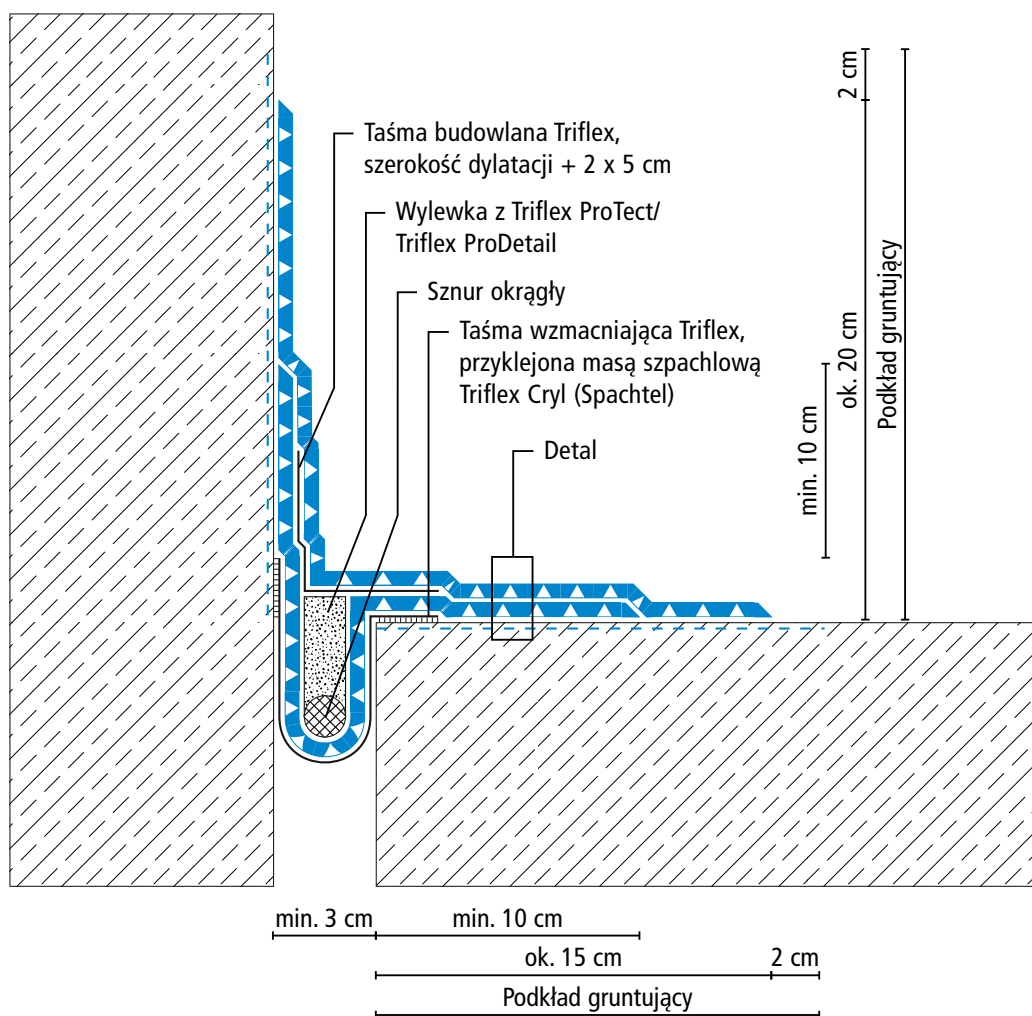 Taśma budowlana Triflex,
szerokość dylatacji + 2 x 5 cm
Wylewka z Triflex ProTect/
Triflex ProDetail
Sznur okrągły
Taśma wzmacniająca Triflex,
przyklejona masą szpachlową
Triflex Cryl (Spachtel)
Detal
2 cm
ok. 20 cm
Podkład gruntujący
min. 10 cm
min. 3 cm
min. 10 cm
ok. 15 cm
2 cm
Podkład gruntujący